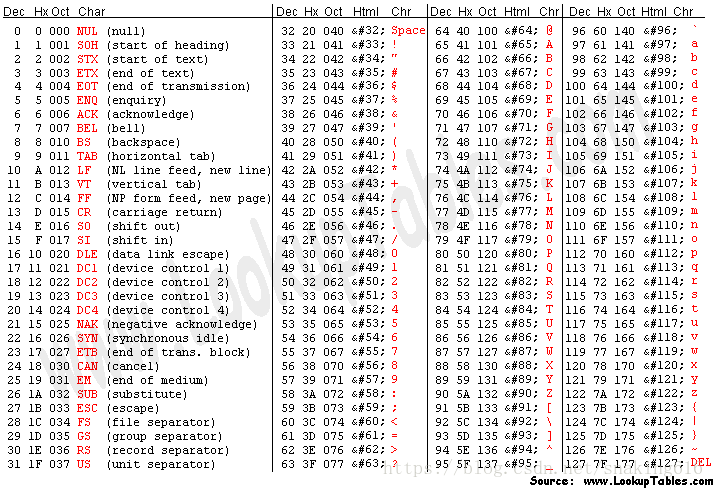 Dec Hx Oct Char Dec Hx Oct Html Chr Dec Hx Oct Html Chr Dec Hx Oct Html Chr
0 0 000 NUL (null) 32 20 040 &#32; Space 64 40 100 &#64; @ 96 60 140 &#96; `
1 1 001 SOH (start of heading) 33 21 041 &#33; ! 65 41 101 &#65; A 97 61 141 &#97; a
2 2 002 STX (start of text) 34 22 042 &#34; " 66 42 102 &#66; B 98 62 142 &#98; b
3 3 003 ETX (end of text) 35 23 043 &#35; # 67 43 103 &#67; C 99 63 143 &#99; c
4 4 004 EOT (end of transmission) 36 24 044 &#36; $ 68 44 104 &#68; D 100 64 144 &#100; d
5 5 005 ENQ (enquiry) 37 25 045 &#37; % 69 45 105 &#69; E 101 65 145 &#101; e
6 6 006 ACK (acknowledge) 38 26 046 &#38; & 70 46 106 &#70; F 102 66 146 &#102; f
7 7 007 BEL (bell) 39 27 047 &#39; ' 71 47 107 &#71; G 103 67 147 &#103; g
8 8 010 BS (backspace) 40 28 050 &#40; ( 72 48 110 &#72; H 104 68 150 &#104; h
9 9 011 TAB (horizontal tab) 41 29 051 &#41; ) 73 49 111 &#73; I 105 69 151 &#105; i
10 A 012 LF (NL line feed, new line) 42 2A 052 &#42; * 74 4A 112 &#74; J 106 6A 152 &#106; j
11 B 013 VT (vertical tab) 43 2B 053 &#43; + 75 4B 113 &#75; K 107 6B 153 &#107; k
12 C 014 FF (NP form feed, new page) 44 2C 054 &#44; , 76 4C 114 &#76; L 108 6C 154 &#108; l
13 D 015 CR (carriage return) 45 2D 055 &#45; - 77 4D 115 &#77; M 109 6D 155 &#109; m
14 E 016 SO (shift out) 46 2E 056 &#46; . 78 4E 116 &#78; N 110 6E 156 &#110; n
15 F 017 SI (shift in) 47 2F 057 &#47; / 79 4F 117 &#79; O 111 6F 157 &#111; o
16 10 020 DLE (data link escape) 48 30 060 &#48; 0 80 50 120 &#80; P 112 70 160 &#112; p
17 11 021 DC1 (device control 1) 49 31 061 &#49; 1 81 51 121 &#81; Q 113 71 161 &#113; q
18 12 022 DC2 (device control 2) 50 32 062 &#50; 2 82 52 122 &#82; R 114 72 162 &#114; r
19 13 023 DC3 (device control 3) 51 33 063 &#51; 3 83 53 123 &#83; S 115 73 163 &#115; s
20 14 024 DC4 (device control 4) 52 34 064 &#52; 4 84 54 124 &#84; T 116 74 164 &#116; t
21 15 025 NAK (negative acknowledge) 53 35 065 &#53; 5 85 55 125 &#85; U 117 75 165 &#117; u
22 16 026 SYN (synchronous idle) 54 36 066 &#54; 6 86 56 126 &#86; V 118 76 166 &#118; v
23 17 027 ETB (end of trans. block) 55 37 067 &#55; 7 87 57 127 &#87; W 119 77 167 &#119; w
24 18 030 CAN (cancel) 56 38 070 &#56; 8 88 58 130 &#88; X 120 78 170 &#120; x
25 19 031 EM (end of medium) 57 39 071 &#57; 9 89 59 131 &#89; Y 121 79 171 &#121; y
26 1A 032 SUB (substitute) 58 3A 072 &#58; : 90 5A 132 &#90; Z 122 7A 172 &#122; z
27 1B 033 ESC (escape) 59 3B 073 &#59; ; 91 5B 133 &#91; [ 123 7B 173 &#123; {
28 1C 034 FS (file separator) 60 3C 074 &#60; < 92 5C 134 &#92; \ 124 7C 174 &#124; |
29 1D 035 GS (group separator) 61 3D 075 &#61; = 93 5D 135 &#93; ] 125 7D 175 &#125; }
30 1E 036 RS (record separator) 62 3E 076 &#62; > 94 5E 136 &#94; ^ 126 7E 176 &#126; ~
31 1F 037 US (unit separator) 63 3F 077 &#63; ? 95 5F 137 &#95; _ 127 7F 177 &#127; DEL
Source: www.LookupTables.com